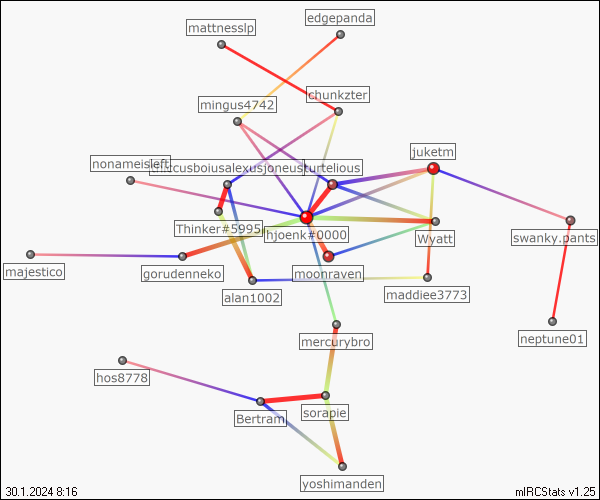 edgepanda
mattnesslp
chunkzter
mingus4742
juketm
nonameisleft
turtelious
Thinker#5995
hjoenk#0000
Wyatt
swanky.pants
majestico
gorudenneko
moonraven
alan1002
maddiee3773
mercurybro
neptune01
hos8778
Bertram
sorapie
yoshimanden
30.1.2024 8:16
mIRCStats v1.25